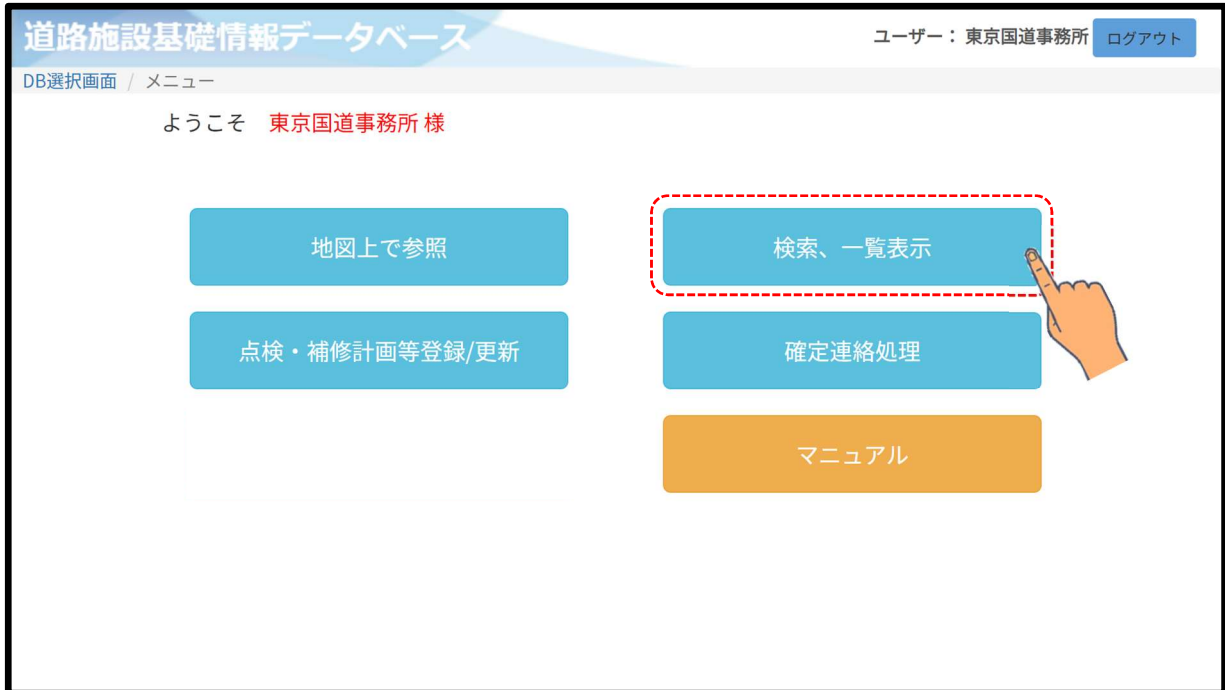 道路施設基礎情報データベース
ユーザー： 東京国道事務所 ログアウト
DB選択画面 / メニュー
ようこそ 東京国道事務所 様
地図上で参照
検索、一覧表示
点検・補修計画等登録/更新
確定連絡処理
マニュアル